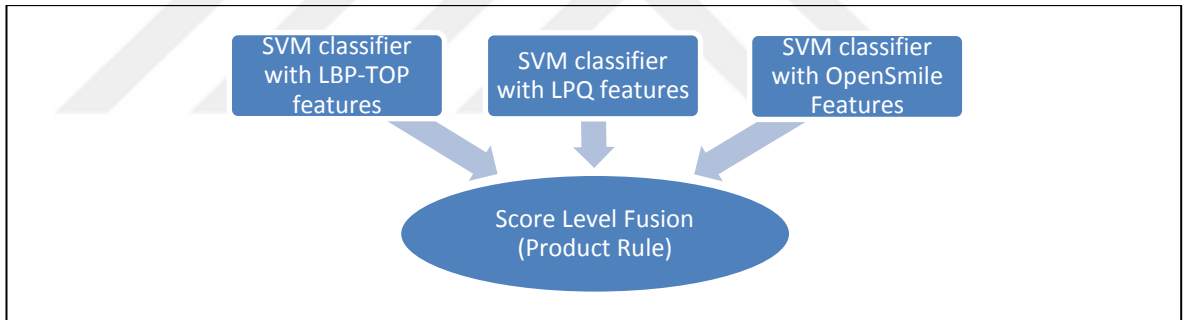 SVM classifier
with LBP-TOP
features
SVM classifier
with LPQ features
SVM classifier
with OpenSmile
Features
Score Level Fusion
(Product Rule)